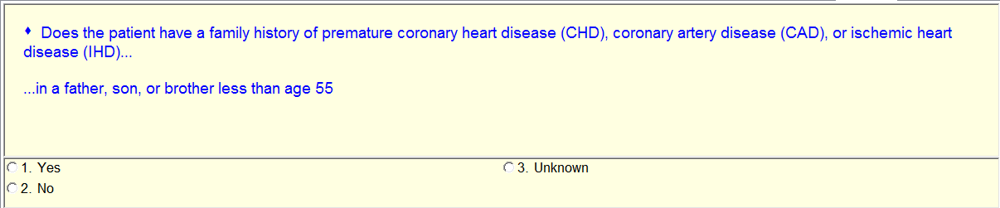 ♦ Does the patient have a family history of premature coronary heart disease (CHD), coronary artery disease (CAD), or ischemic heart
disease (IHD)...
...in a father, son, or brother less than age 55
1. Yes
2. No
3. Unknown